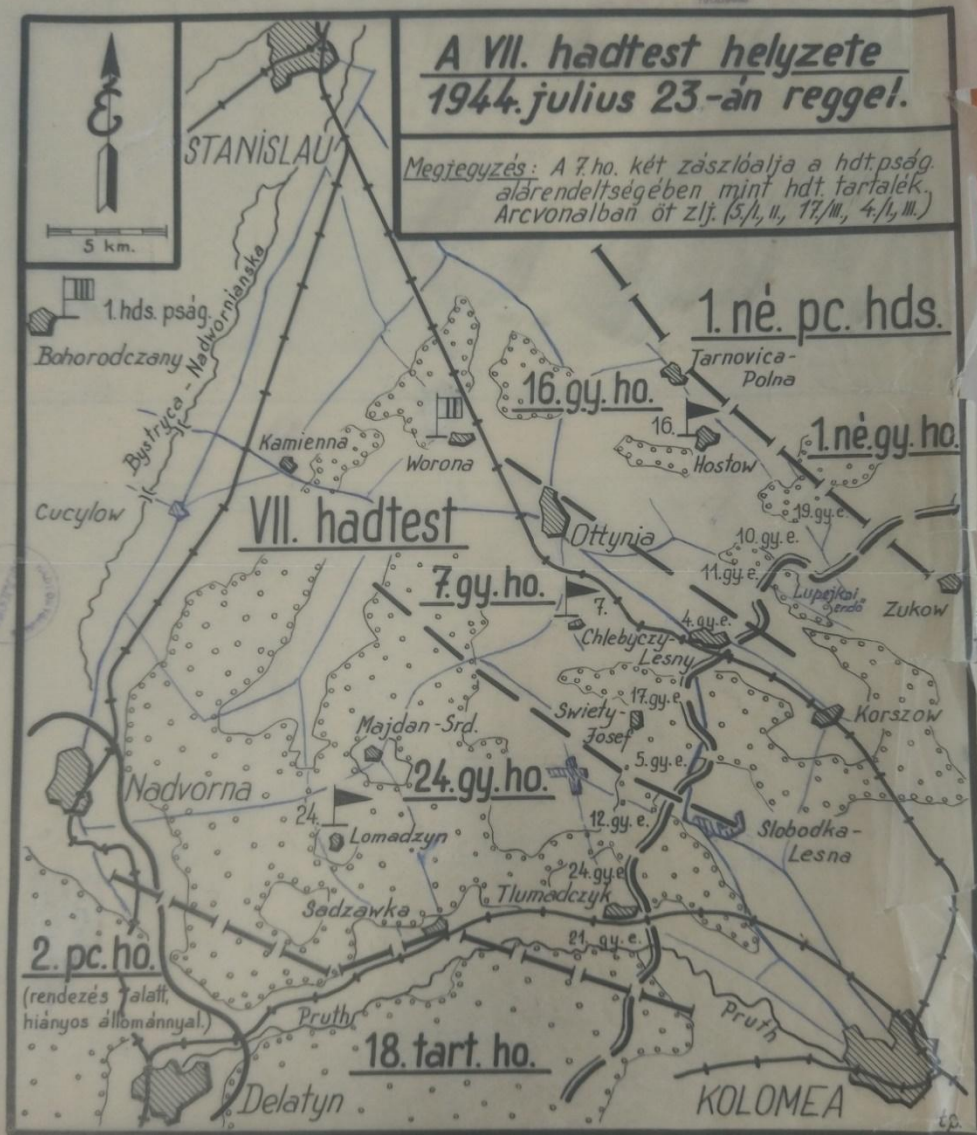 A VII. hadtest helyzete
1944. julius 23-án reggel.
Megjegyzés: A 7. ho. két zászlóalja a hdt.pság.
alárendeltségében mint hdt. tartalék.
Arcvonalban öt zlj. (5./I., II., 17./III., 4./I., III.)
É
5 km.
STANISLAU
1. hds. pság.
Bohorodczany
Bystryca - Nadworniańska
1. né. pc. hds.
Tarnovica-
Polna
16. gy. ho.
16.
Hostow
1. né. gy. ho.
Kamienna
Worona
Cucylow
VII. hadtest
Ottynja
19. gy. e.
10. gy. e.
11. gy. e.
Lupejkai
erdő
Zukow
7. gy. ho.
7.
Chlebyczy-
Lesny
4. gy. e.
17. gy. e.
Swiety-
Josef
Korszow
Majdan-Srd.
5. gy. e.
Nadvorna
24. gy. ho.
24.
Lomadzyn
12. gy. e.
Slobodka-
Lesna
24. gy. e.
Tlumadczyk
Sadzawka
21. gy. e.
2. pc. ho.
(rendezés alatt,
hiányos állománnyal.)
Pruth
Pruth
18. tart. ho.
Delatyn
KOLOMEA